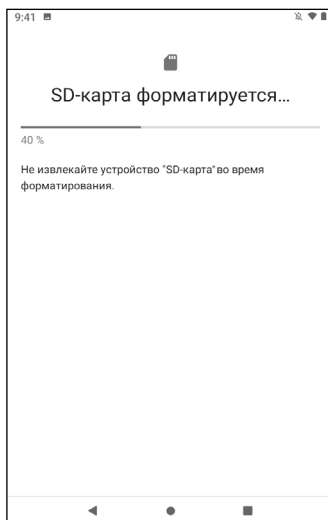 9:41
SD-карта форматируется...
40 %
Не извлекайте устройство "SD-карта" во время
форматирования.